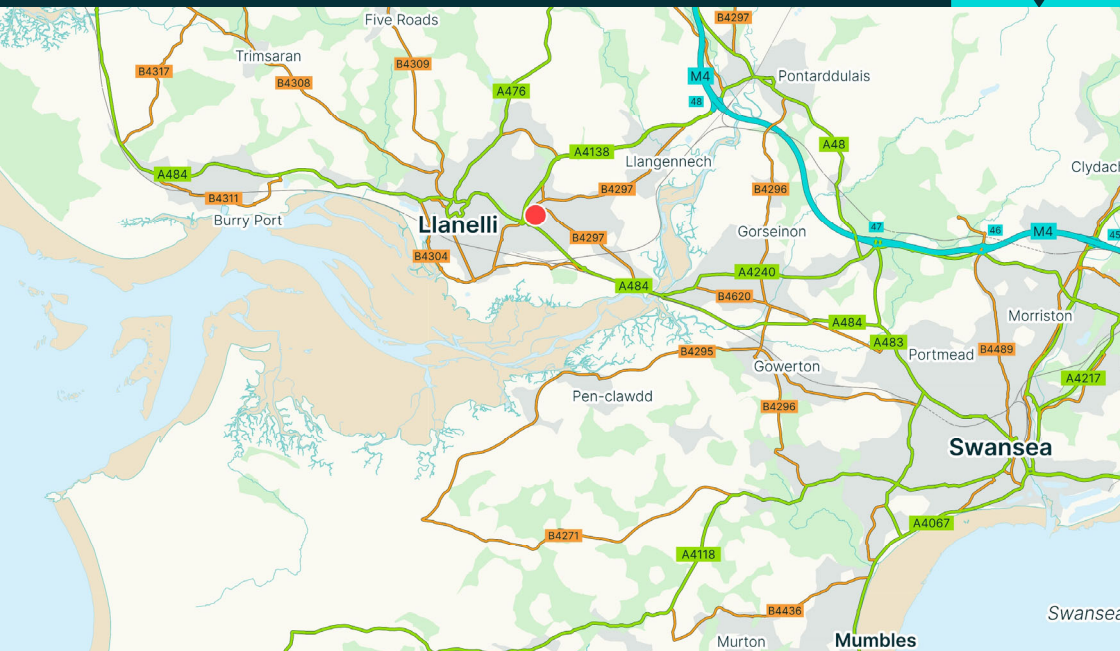 B4297
Five Roads
Trimsaran
B4309
B4317
M4
Pontarddulais
B4308
A476
48
A48
A4138
Llangennech
Clydach
A484
B4297
B4296
B4311
Burry Port
Llanelli
B4297
Gorseinon
47
46
M4
45
B4304
A4240
A484
B4620
Morriston
A484
A483
B4295
Portmead
B4489
Gowerton
A4217
Pen-clawdd
B4296
Swansea
A4067
B4271
A4118
B4436
Swansea
Murton
Mumbles